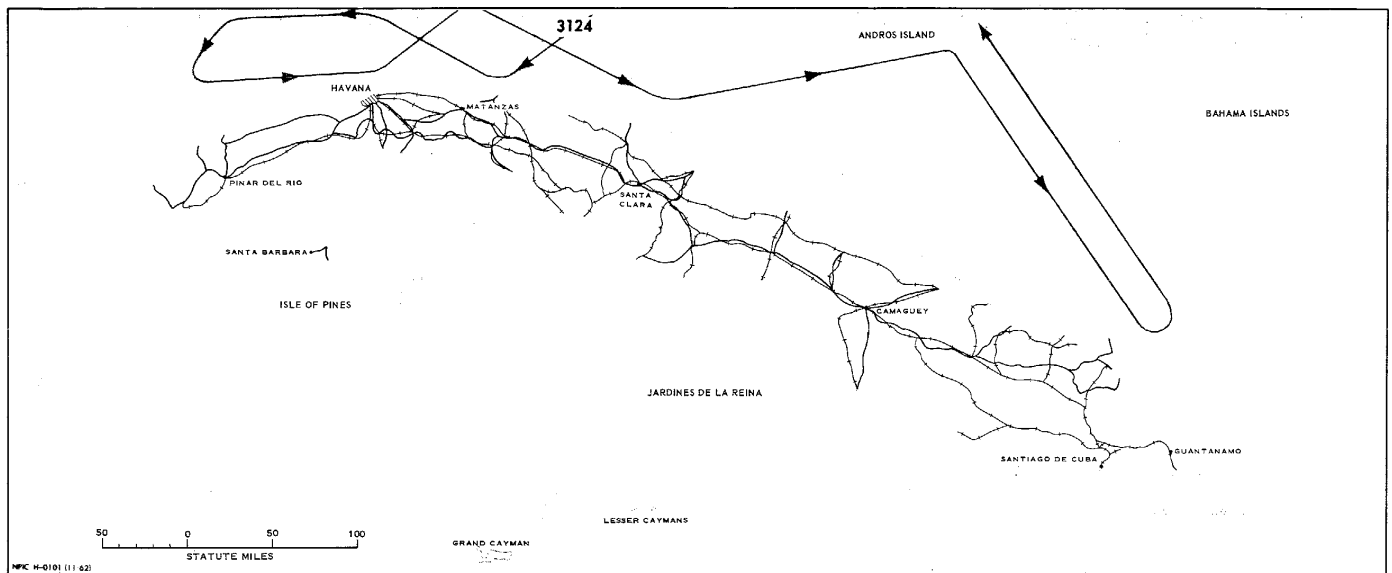 3124
ANDROS ISLAND
HAVANA
MATANZAS
BAHAMA ISLANDS
PINAR DEL RIO
SANTA
CLARA
SANTA BARBARA
ISLE OF PINES
CAMAGUEY
JARDINES DE LA REINA
SANTIAGO DE CUBA
GUANTANAMO
LESSER CAYMANS
50 0 50 100
STATUTE MILES
GRAND CAYMAN
NPIC H-0101 (11 62)